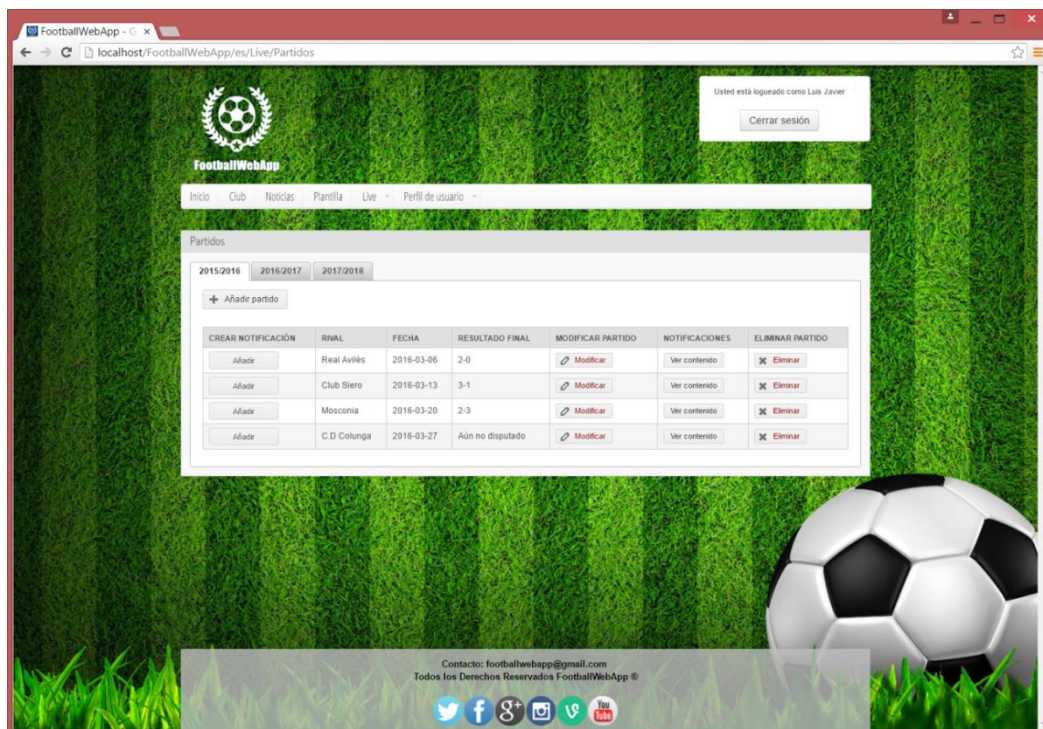 FootballWebApp - G
localhost/FootballWebApp/es/Live/Partidos
Usted está logueado como Luis Javier
Cerrar sesión
FootballWebApp
Inicio Club Noticias Plantilla Live Perfil de usuario
Partidos
2015/2016 2016/2017 2017/2018
Añadir partido
CREAR NOTIFICACIÓN RIVAL FECHA RESULTADO FINAL MODIFICAR PARTIDO NOTIFICACIONES ELIMINAR PARTIDO
Añadir Real Avilés 2016-03-06 2-0 Modificar Ver contenido Eliminar
Añadir Club Siero 2016-03-13 3-1 Modificar Ver contenido Eliminar
Añadir Mosconia 2016-03-20 2-3 Modificar Ver contenido Eliminar
Añadir C.D Colunga 2016-03-27 Aún no disputado Modificar Ver contenido Eliminar
Contacto: footballwebapp@gmail.com
Todos los Derechos Reservados FootballWebApp ®
You
Tube